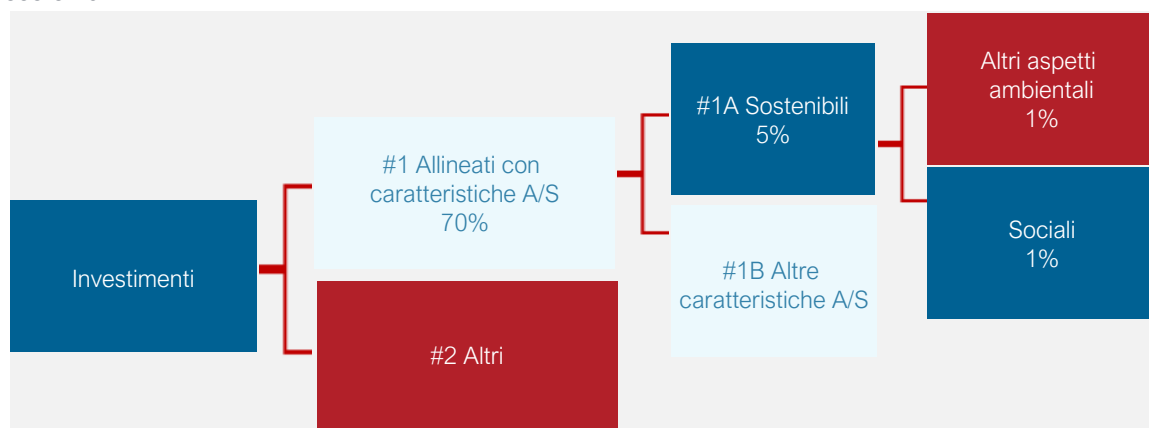 Investimenti
#1 Allineati con
caratteristiche A/S
70%
#2 Altri
#1A Sostenibili
5%
#1B Altre
caratteristiche A/S
Altri aspetti
ambientali
1%
Sociali
1%